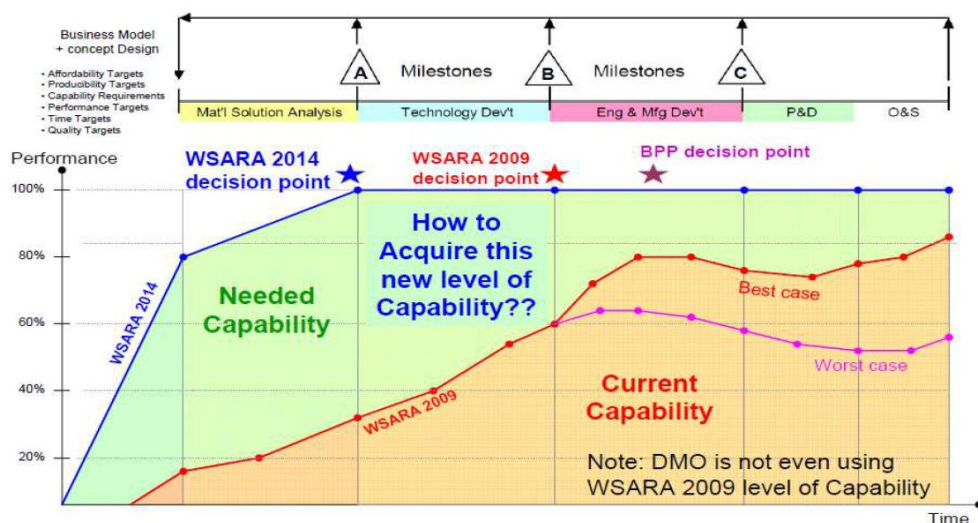 Business Model
+ concept Design
• Affordability Targets
• Producibility Targets
• Capability Requirements
• Performance Targets
• Time Targets
• Quality Targets
A
Milestones
B
Milestones
C
Mat'l Solution Analysis
Technology Dev't
Eng & Mfg Dev't
P&D
O&S
Performance
WSARA 2014
decision point
WSARA 2009
decision point
BPP decision point
100%
80%
60%
40%
20%
WSARA 2014
Needed
Capability
How to
Acquire this
new level of
Capability??
WSARA 2009
Best case
Worst case
Current
Capability
Note: DMO is not even using
WSARA 2009 level of Capability
Time